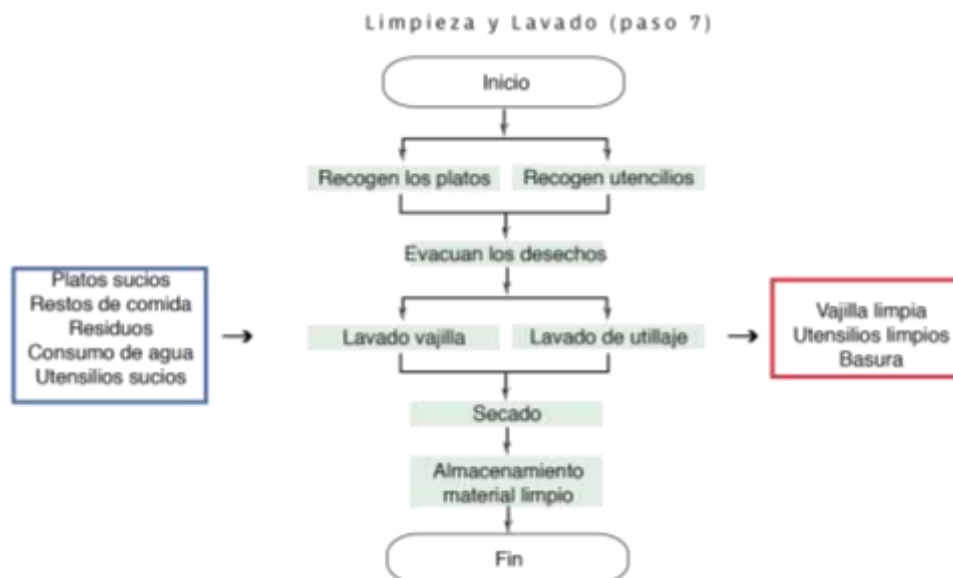 Limpieza y Lavado (paso 7)
Inicio
Recogen los platos
Recogen utencilios
Evacuan los desechos
Platos sucios
Restos de comida
Residuos
Consumo de agua
Utensilios sucios
Lavado vajilla
Lavado de utillaje
Vajilla limpia
Utensilios limpios
Basura
Secado
Almacenamiento
material limpio
Fin